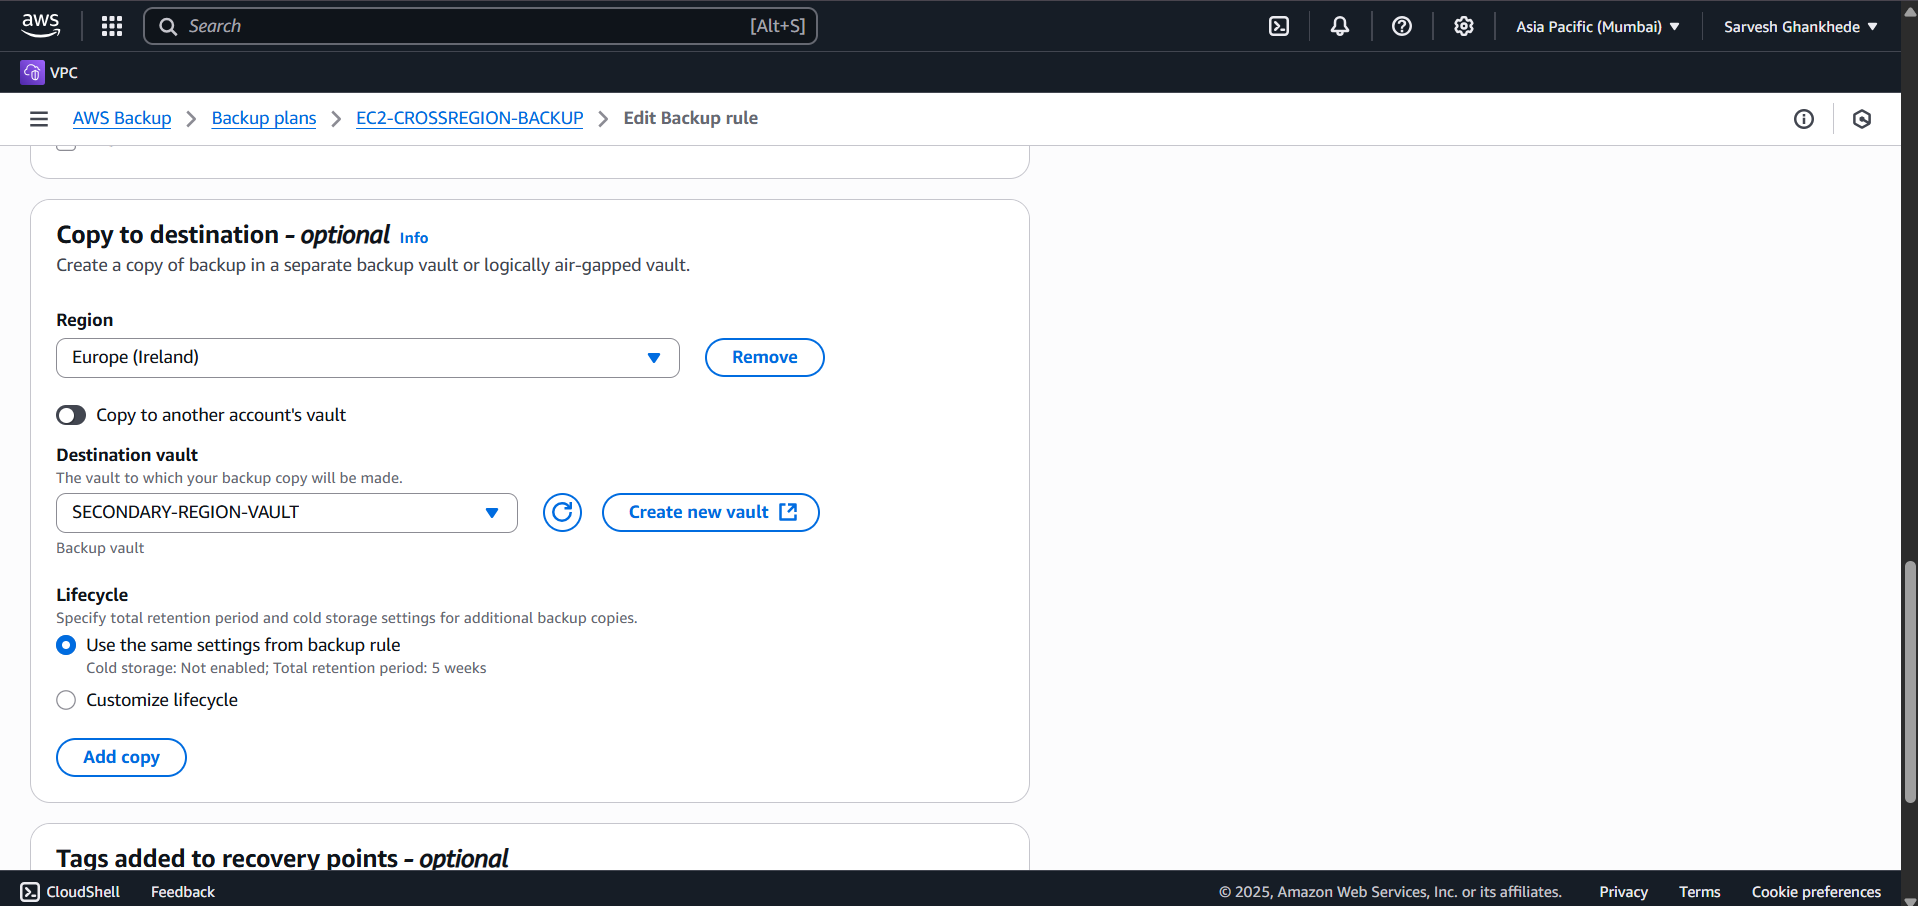 aws
Search [Alt+S]
Asia Pacific (Mumbai)
Sarvesh Ghankhede
VPC
AWS Backup
Backup plans
EC2-CROSSREGION-BACKUP
Edit Backup rule
Copy to destination - optional Info
Create a copy of backup in a separate backup vault or logically air-gapped vault.
Region
Europe (Ireland)
Remove
Copy to another account's vault
Destination vault
The vault to which your backup copy will be made.
SECONDARY-REGION-VAULT
Create new vault
Backup vault
Lifecycle
Specify total retention period and cold storage settings for additional backup copies.
Use the same settings from backup rule
Cold storage: Not enabled; Total retention period: 5 weeks
Customize lifecycle
Add copy
Tags added to recovery points - optional
CloudShell
Feedback
© 2025, Amazon Web Services, Inc. or its affiliates.
Privacy
Terms
Cookie preferences